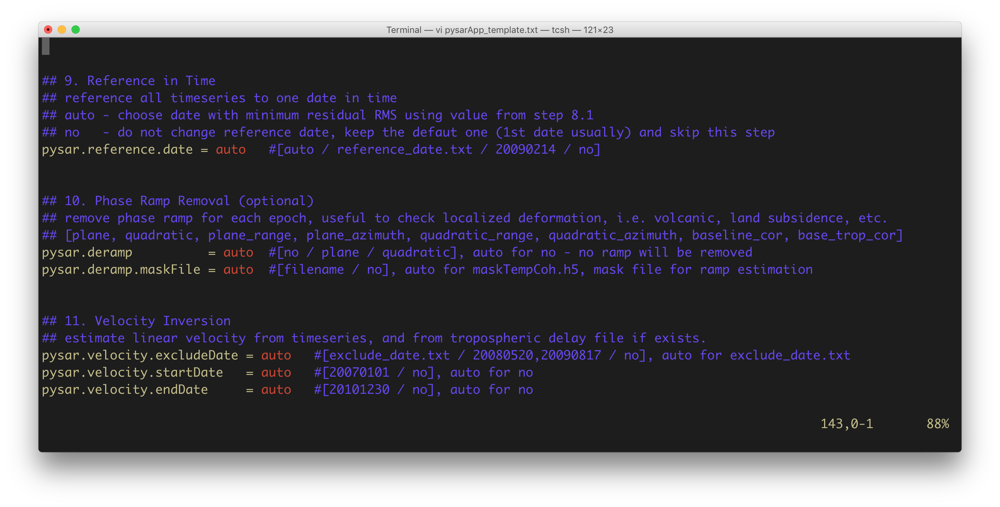 Terminal — vi pysarApp_template.txt — tcsh — 121×23
## 9. Reference in Time
## reference all timeseries to one date in time
## auto - choose date with minimum residual RMS using value from step 8.1
## no   - do not change reference date, keep the defaut one (1st date usually) and skip this step
pysar.reference.date = auto   #[auto / reference_date.txt / 20090214 / no]
## 10. Phase Ramp Removal (optional)
## remove phase ramp for each epoch, useful to check localized deformation, i.e. volcanic, land subsidence, etc.
## [plane, quadratic, plane_range, plane_azimuth, quadratic_range, quadratic_azimuth, baseline_cor, base_trop_cor]
pysar.deramp          = auto  #[no / plane / quadratic], auto for no - no ramp will be removed
pysar.deramp.maskFile = auto  #[filename / no], auto for maskTempCoh.h5, mask file for ramp estimation
## 11. Velocity Inversion
## estimate linear velocity from timeseries, and from tropospheric delay file if exists.
pysar.velocity.excludeDate = auto   #[exclude_date.txt / 20080520,20090817 / no], auto for exclude_date.txt
pysar.velocity.startDate   = auto   #[20070101 / no], auto for no
pysar.velocity.endDate     = auto   #[20101230 / no], auto for no
143,0-1       88%